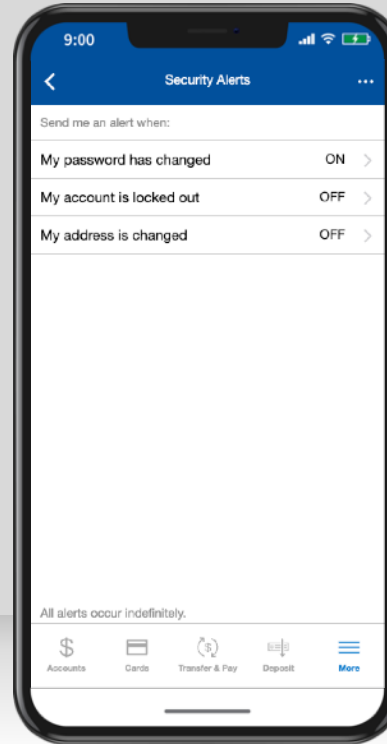 9:00
Security Alerts
Send me an alert when:
My password has changed ON
My account is locked out OFF
My address is changed OFF
All alerts occur indefinitely.
Accounts Cards Transfer & Pay Deposit More